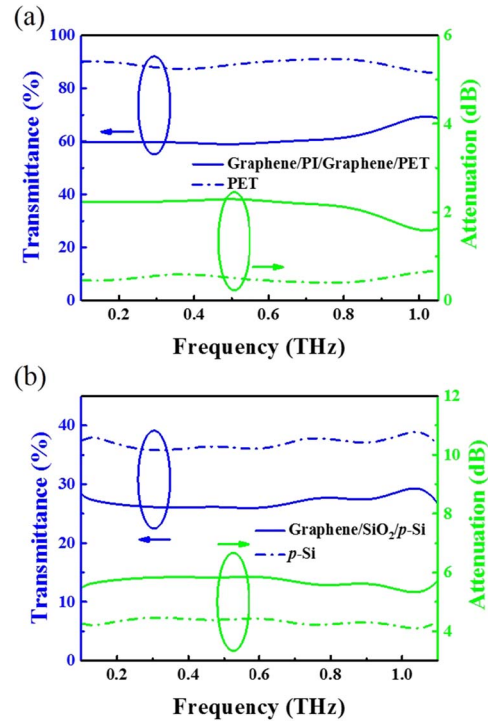 (a)
100
80
60
40
20
0
Transmittance (%)
Graphene/PI/Graphene/PET
PET
6
4
2
0
Attenuation (dB)
0.2 0.4 0.6 0.8 1.0
Frequency (THz)
(b)
40
30
20
10
0
Transmittance (%)
Graphene/SiO₂/p-Si
p-Si
12
10
8
6
4
Attenuation (dB)
0.2 0.4 0.6 0.8 1.0
Frequency (THz)